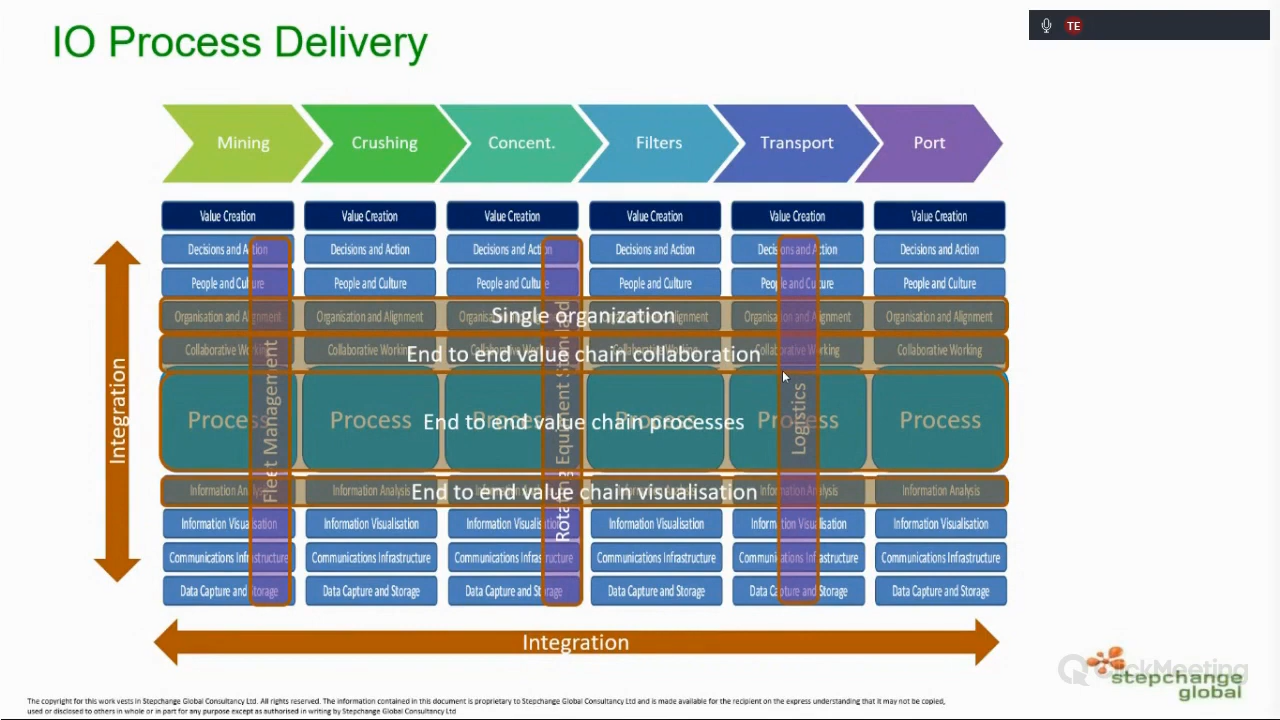 IO Process Delivery
TE
Mining Crushing Concent. Filters Transport Port
Value Creation Value Creation Value Creation Value Creation Value Creation Value Creation
Decisions and Action Decisions and Action Decisions and Action Decisions and Action Decisions and Action Decisions and Action
People and Culture People and Culture People and Culture People and Culture People and Culture People and Culture
Organisation and Alignment Organisation and Alignment Organisation and Alignment Organisation and Alignment Organisation and Alignment Organisation and Alignment
Single organization
Collaborative Working Collaborative Working Collaborative Working Collaborative Working Collaborative Working Collaborative Working
End to end value chain collaboration
Process Process Process Process Process Process
End to end value chain processes
Information Analysis Information Analysis Information Analysis Information Analysis Information Analysis Information Analysis
End to end value chain visualisation
Information Visualisation Information Visualisation Information Visualisation Information Visualisation Information Visualisation Information Visualisation
Communications Infrastructure Communications Infrastructure Communications Infrastructure Communications Infrastructure Communications Infrastructure Communications Infrastructure
Data Capture and Storage Data Capture and Storage Data Capture and Storage Data Capture and Storage Data Capture and Storage Data Capture and Storage
Fleet Management
Rotating Equipment Standard
Logistics
Integration
Integration
ClickMeeting
stepchange
global
The copyright for this work vests in Stepchange Global Consultancy Ltd. All rights reserved. The information contained in this document is proprietary to Stepchange Global Consultancy Ltd and is made available for the recipient on the express understanding that it may not be copied,
used or disclosed to others in whole or in part for any purpose except as authorised in writing by Stepchange Global Consultancy Ltd